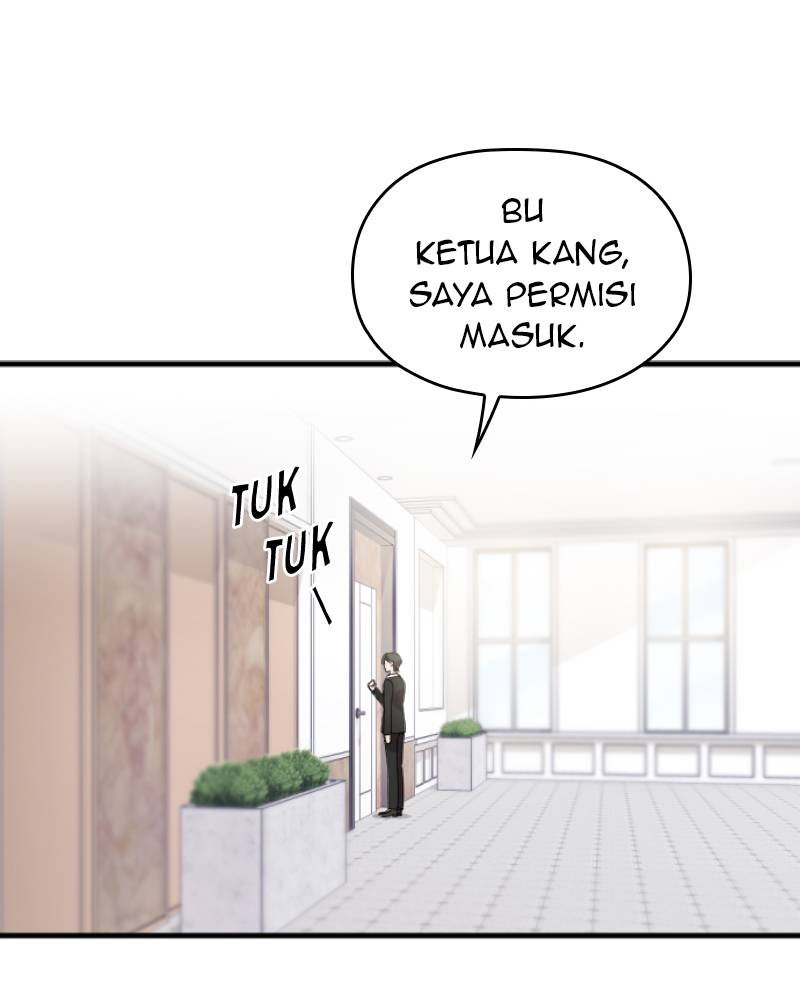 BU
KETUA KANG,
SAYA PERMISI
MASUK.
TUK
TUK